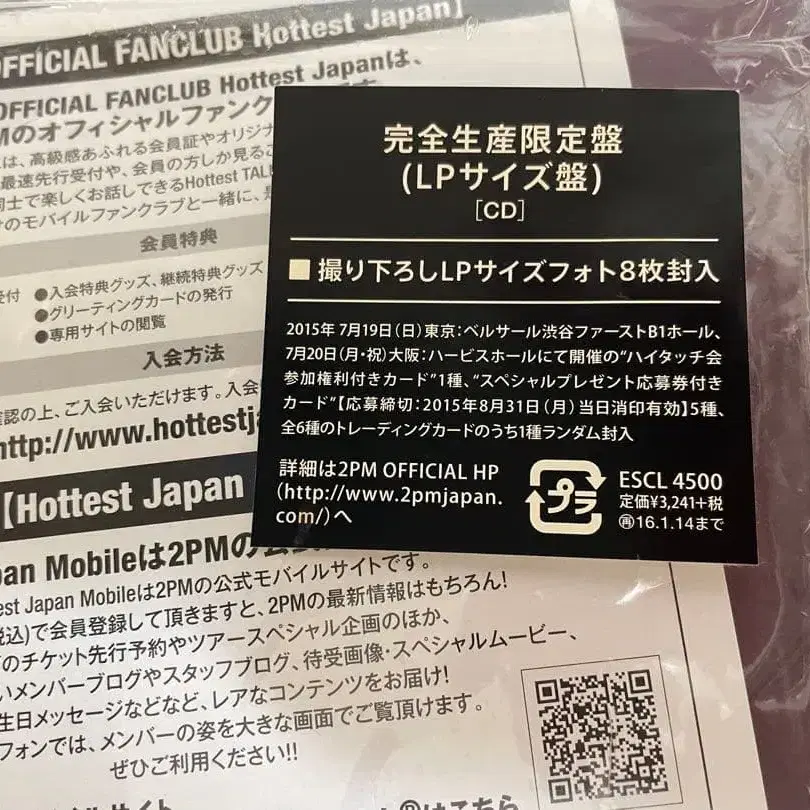 OFFICIAL FANCLUB Hottest Japan】
OFFICIAL FANCLUB Hottest Japanは、
PMのオフィシャルファンク
は、高級感あふれる会員証やオリジナ
最速先行受付や、会員の方しか見るこ
同士で楽しくお話しできるHottest TAL
のモバイルファンクラブと一緒に、是
会員特典
受付 ●入会特典グッズ、継続特典グッズ
●グリーティングカードの発行
●専用サイトの閲覧
入会方法
確認の上、ご入会いただけます。入会
http://www.hottestja
【Hottest Japan
pan Mobileは2PMの公
est Japan Mobileは2PMの公式モバイルサイトです。
税込)で会員登録して頂きますと、2PMの最新情報はもちろん!
のチケット先行予約やツアースペシャル企画のほか、
いメンバーブログやスタッフブログ、待受画像・スペシャルムービー、
生日メッセージなどなど、レアなコンテンツをお届け!
フォンでは、メンバーの姿を大きな画面でご覧頂けます。
ぜひご利用ください!!
ルサイト
はこちら
完全生産限定盤
(LPサイズ盤)
[CD]
■ 撮り下ろしLPサイズフォト8枚封入
2015年 7月19日(日)東京:ベルサール渋谷ファーストB1ホール、
7月20日(月・祝)大阪:ハービスホールにて開催の"ハイタッチ会
参加権利付きカード"1種、"スペシャルプレゼント応募券付き
カード"【応募締切:2015年8月31日(月)当日消印有効】5種、
全6種のトレーディングカードのうち1種ランダム封入
詳細は2PM OFFICIAL HP
(http://www.2pmjapan.
com/)へ
プラ
ESCL 4500
定価¥3,241+税
再16.1.14まで